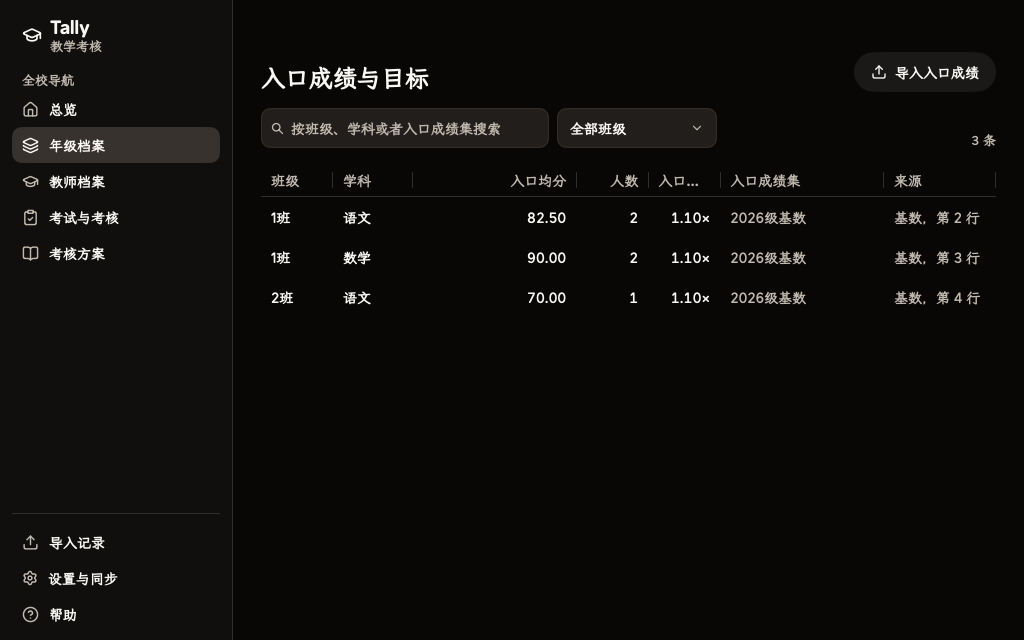 Tally
教学考核
全校导航
总览
年级档案
教师档案
考试与考核
考核方案
导入记录
设置与同步
帮助
入口成绩与目标
导入入口成绩
按班级、学科或者入口成绩集搜索
全部班级
3 条
班级 学科 入口均分 人数 入口... 入口成绩集 来源
1班 语文 82.50 2 1.10× 2026级基数 基数，第 2 行
1班 数学 90.00 2 1.10× 2026级基数 基数，第 3 行
2班 语文 70.00 1 1.10× 2026级基数 基数，第 4 行